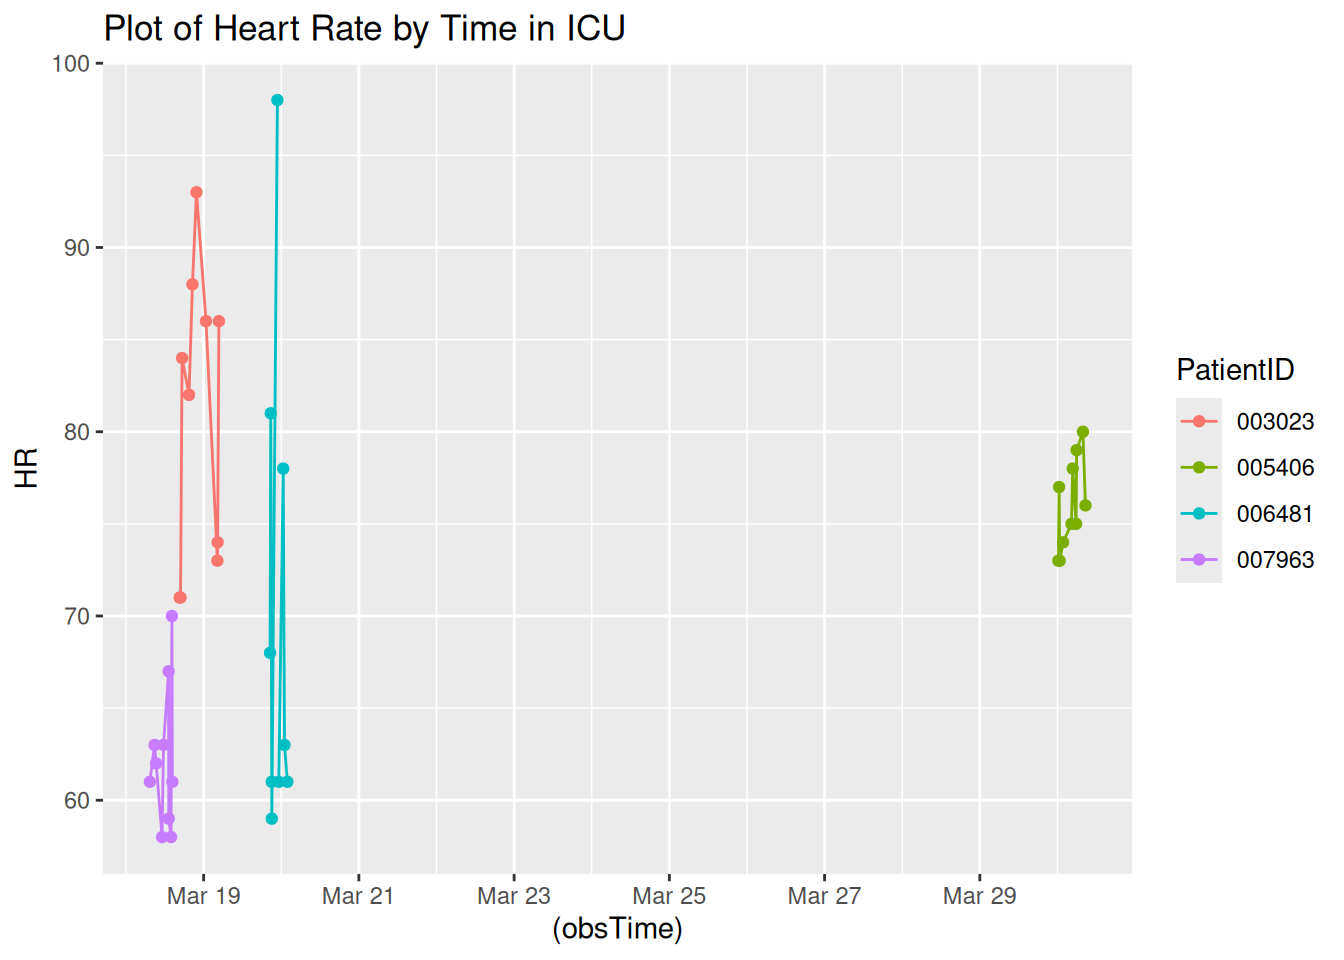 Plot of Heart Rate by Time in ICU
100
90
80
70
60
HR
Mar 19 Mar 21 Mar 23 Mar 25 Mar 27 Mar 29
(obsTime)
PatientID
003023
005406
006481
007963